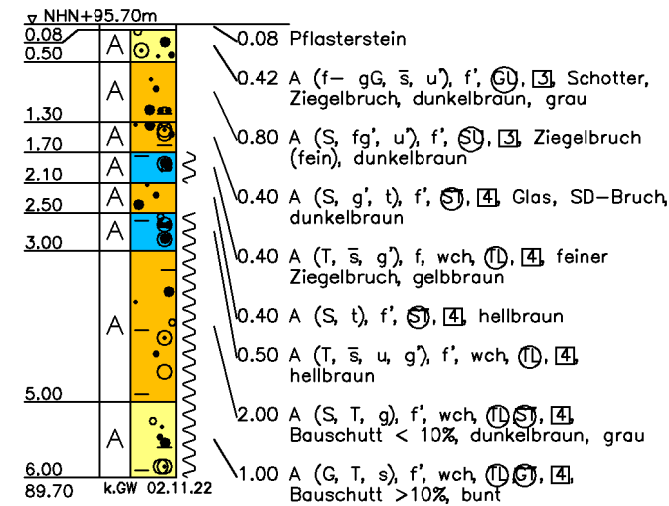 NHN+95.70m
0.08
0.50
1.30
1.70
2.10
2.50
3.00
5.00
6.00
89.70 k.GW 02.11.22
A
A
A
A
A
A
A
A
0.08 Pflasterstein
0.42 A (f– gG, s̅, u'), f', GU, 3, Schotter,
Ziegelbruch, dunkelbraun, grau
0.80 A (S, fg', u'), f', SU, 3, Ziegelbruch
(fein), dunkelbraun
0.40 A (S, g', t), f', ST, 4, Glas, SD–Bruch,
dunkelbraun
0.40 A (T, s̅, g'), f, wch, TL, 4, feiner
Ziegelbruch, gelbbraun
0.40 A (S, t), f', ST, 4, hellbraun
0.50 A (T, s̅, u, g'), f', wch, TL, 4,
hellbraun
2.00 A (S, T, g), f', wch, TL, ST, 4,
Bauschutt < 10%, dunkelbraun, grau
1.00 A (G, T, s), f', wch, TL, GT, 4,
Bauschutt >10%, bunt